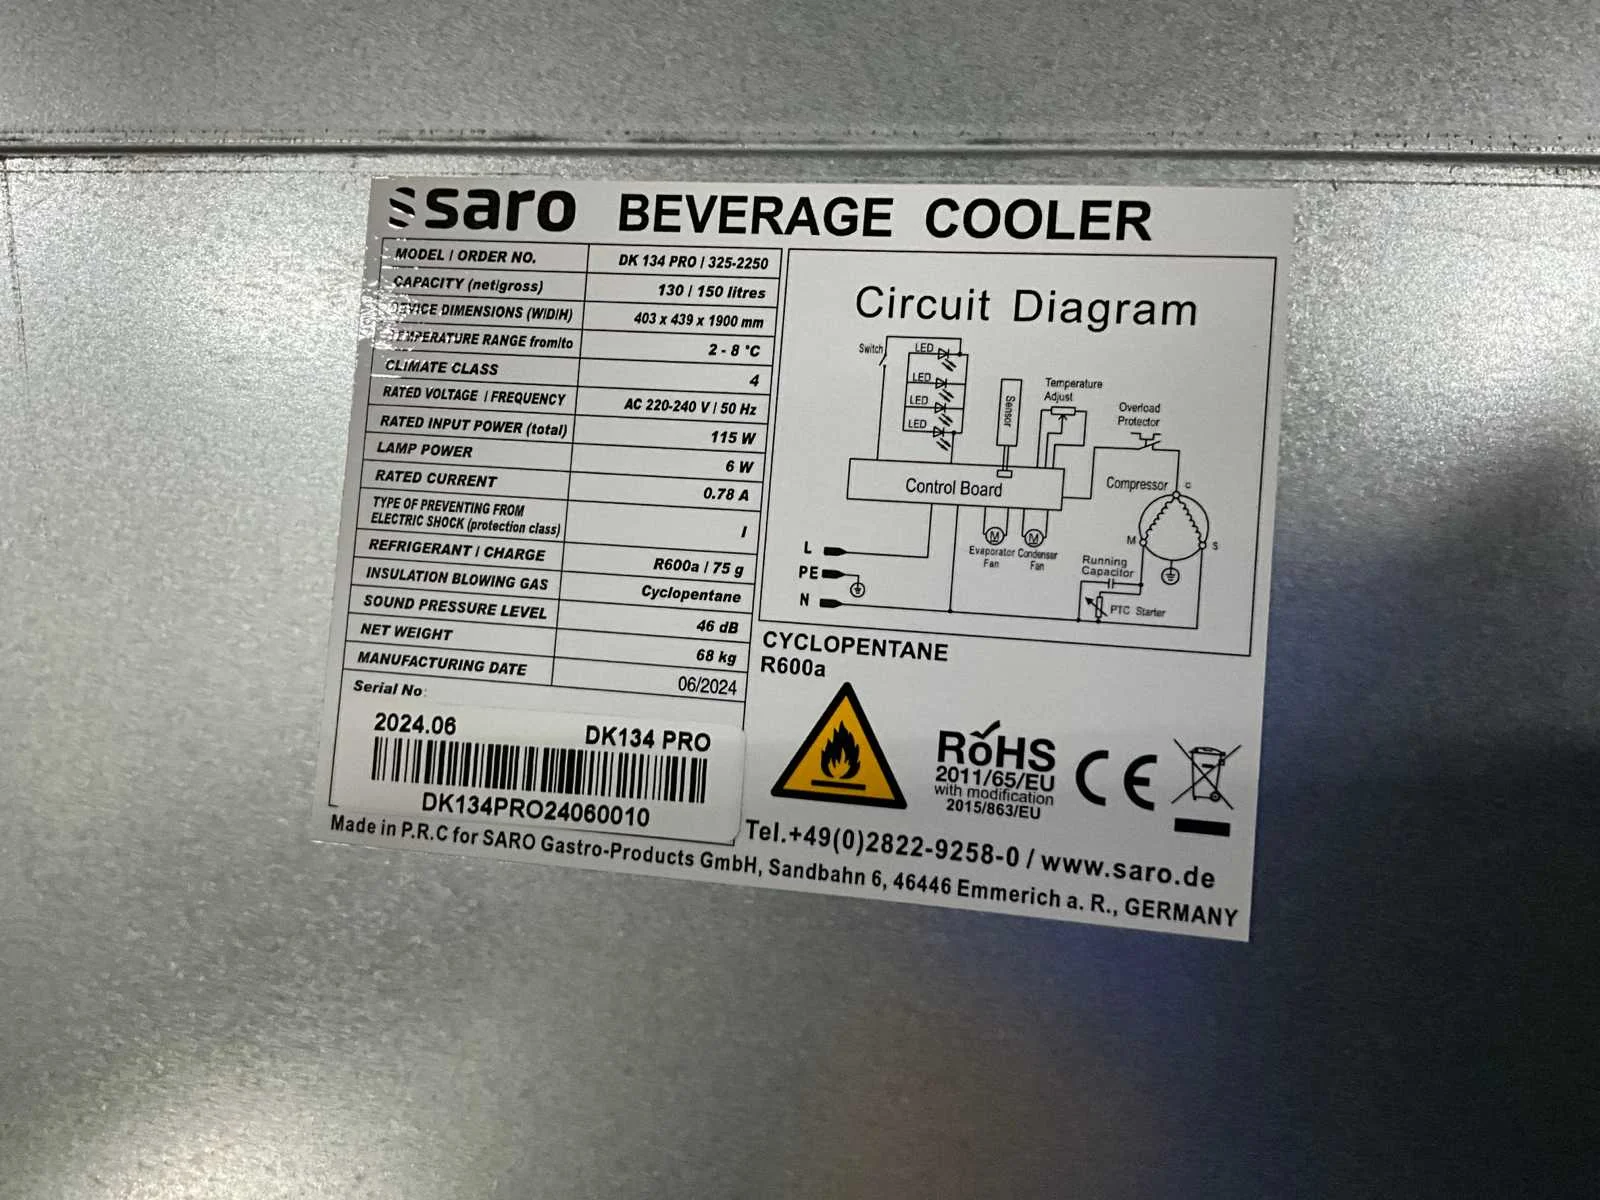 saro BEVERAGE COOLER
MODEL / ORDER NO. DK 134 PRO / 325-2250
CAPACITY (net/gross) 130 / 150 litres
DEVICE DIMENSIONS (W/D/H) 403 x 439 x 1900 mm
TEMPERATURE RANGE from/to 2 - 8 °C
CLIMATE CLASS 4
RATED VOLTAGE / FREQUENCY AC 220-240 V / 50 Hz
RATED INPUT POWER (total) 115 W
LAMP POWER 6 W
RATED CURRENT 0.78 A
TYPE OF PREVENTING FROM
ELECTRIC SHOCK (protection class) I
REFRIGERANT / CHARGE R600a / 75 g
INSULATION BLOWING GAS Cyclopentane
SOUND PRESSURE LEVEL 46 dB
NET WEIGHT 68 kg
MANUFACTURING DATE 06/2024
Serial No:
2024.06 DK134 PRO
DK134PRO24060010
Circuit Diagram
Switch
LED
LED
LED
LED
Sensor
Temperature
Adjust
Overload
Protector
Control Board
Compressor
C
M
S
M
M
Evaporator
Fan
Condenser
Fan
L
PE
N
Running
Capacitor
PTC Starter
CYCLOPENTANE
R600a
RoHS
2011/65/EU
with modification
2015/863/EU
CE
Tel.+49(0)2822-9258-0 / www.saro.de
Made in P.R.C for SARO Gastro-Products GmbH, Sandbahn 6, 46446 Emmerich a. R., GERMANY